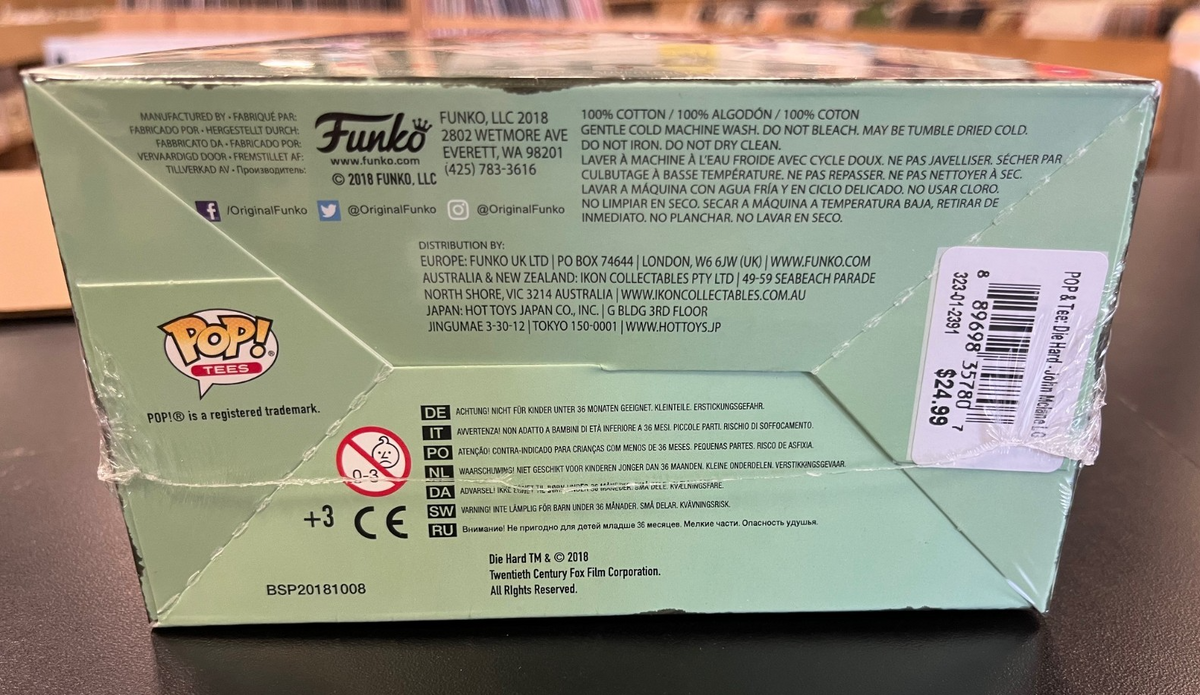 MANUFACTURED BY • FABRIQUÉ PAR:
FABRICADO POR • HERGESTELLT DURCH:
FABBRICATO DA • FABRICADO POR:
VERVAARDIGD DOOR • FREMSTILLET AF:
TILLVERKAD AV • Производитель:
Funko
www.funko.com
© 2018 FUNKO, LLC
FUNKO, LLC 2018
2802 WETMORE AVE
EVERETT, WA 98201
(425) 783-3616
/OriginalFunko @OriginalFunko @OriginalFunko
100% COTTON / 100% ALGODÓN / 100% COTON
GENTLE COLD MACHINE WASH. DO NOT BLEACH. MAY BE TUMBLE DRIED COLD.
DO NOT IRON. DO NOT DRY CLEAN.
LAVER À MACHINE À L'EAU FROIDE AVEC CYCLE DOUX. NE PAS JAVELLISER. SÉCHER PAR
CULBUTAGE À BASSE TEMPÉRATURE. NE PAS REPASSER. NE PAS NETTOYER À SEC.
LAVAR A MÁQUINA CON AGUA FRÍA Y EN CICLO DELICADO. NO USAR CLORO.
NO LIMPIAR EN SECO. SECAR A MÁQUINA A TEMPERATURA BAJA, RETIRAR DE
INMEDIATO. NO PLANCHAR. NO LAVAR EN SECO.
DISTRIBUTION BY:
EUROPE: FUNKO UK LTD | PO BOX 74644 | LONDON, W6 6JW (UK) | WWW.FUNKO.COM
AUSTRALIA & NEW ZEALAND: IKON COLLECTABLES PTY LTD | 49-59 SEABEACH PARADE
NORTH SHORE, VIC 3214 AUSTRALIA | WWW.IKONCOLLECTABLES.COM.AU
JAPAN: HOT TOYS JAPAN CO., INC. | G BLDG 3RD FLOOR
JINGUMAE 3-30-12 | TOKYO 150-0001 | WWW.HOTTOYS.JP
POP!®
TEES
POP!® is a registered trademark.
DE ACHTUNG! NICHT FÜR KINDER UNTER 36 MONATEN GEEIGNET. KLEINTEILE. ERSTICKUNGSGEFAHR.
IT AVVERTENZA! NON ADATTO A BAMBINI DI ETÀ INFERIORE A 36 MESI. PICCOLE PARTI. RISCHIO DI SOFFOCAMENTO.
PO ATENÇÃO! CONTRA-INDICADO PARA CRIANÇAS COM MENOS DE 36 MESES. PEQUENAS PARTES. RISCO DE ASFIXIA.
NL WAARSCHUWING! NIET GESCHIKT VOOR KINDEREN JONGER DAN 36 MAANDEN. KLEINE ONDERDELEN. VERSTIKKINGSGEVAAR.
DA ADVARSEL! IKKE EGNET TIL BØRN UNDER 36 MÅNEDER. SMÅ DELE. KVÆLNINGSFARE.
SW VARNING! INTE LÄMPLIG FÖR BARN UNDER 36 MÅNADER. SMÅ DELAR. KVÄVNINGSRISK.
RU Внимание! Не пригодно для детей младше 36 месяцев. Мелкие части. Опасность удушья.
0-3
+3 CE
Die Hard TM & © 2018
Twentieth Century Fox Film Corporation.
All RIghts Reserved.
BSP20181008
POP & Tee: Die Hard - John Mclane LG
8 89698 35780 7
323-01-2391
$24.99